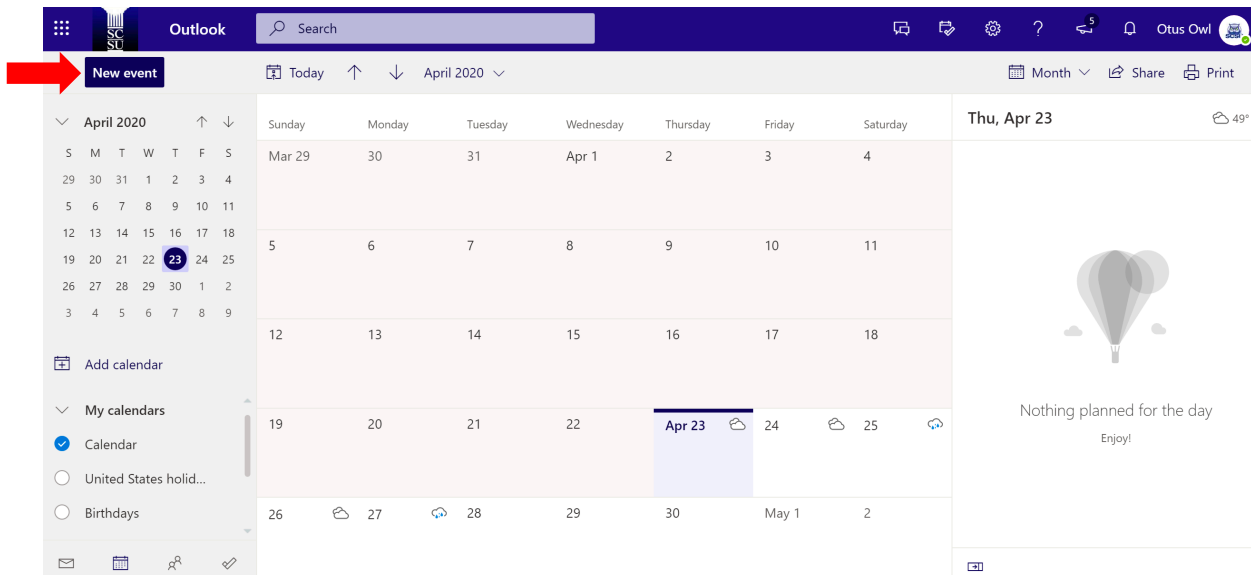 SC
SU
Outlook
Search
5
Otus Owl
New event
Today
April 2020
Month
Share
Print
April 2020
S M T W T F S
29 30 31 1 2 3 4
5 6 7 8 9 10 11
12 13 14 15 16 17 18
19 20 21 22 23 24 25
26 27 28 29 30 1 2
3 4 5 6 7 8 9
Add calendar
My calendars
Calendar
United States holid...
Birthdays
Sunday Monday Tuesday Wednesday Thursday Friday Saturday
Mar 29 30 31 Apr 1 2 3 4
5 6 7 8 9 10 11
12 13 14 15 16 17 18
19 20 21 22 Apr 23 24 25
26 27 28 29 30 May 1 2
Thu, Apr 23
49°
Nothing planned for the day
Enjoy!